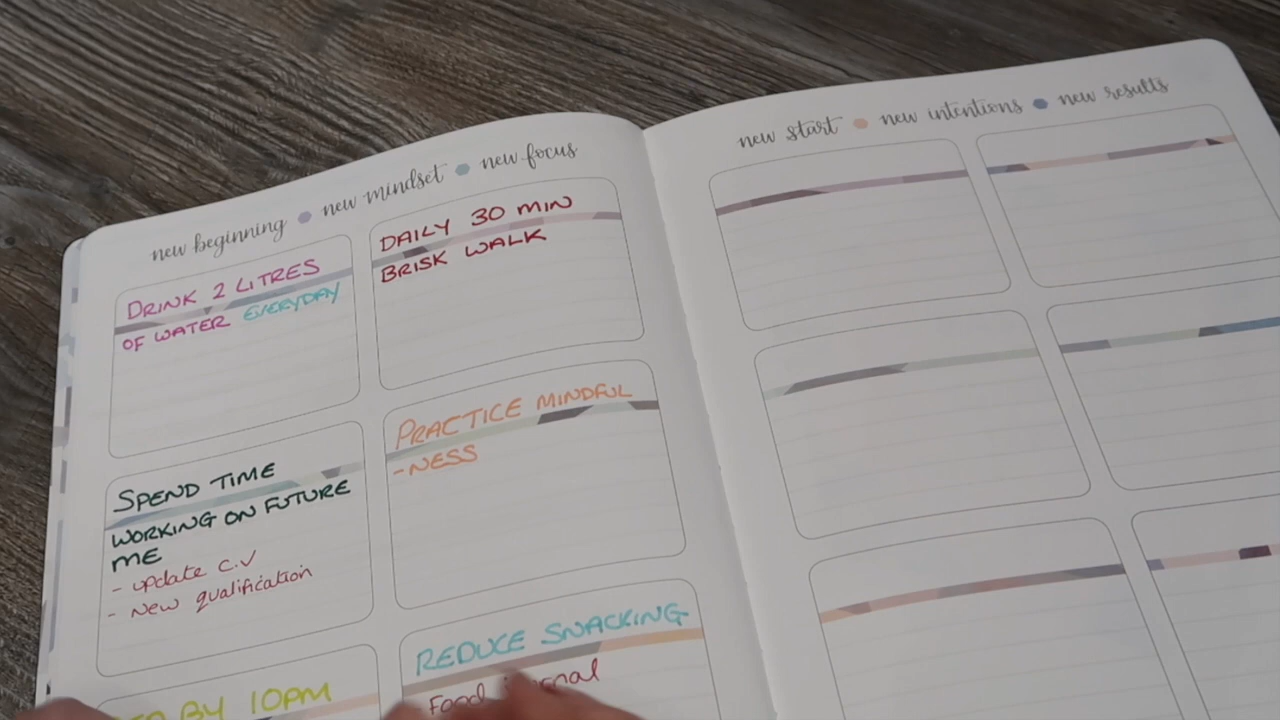 new beginning new mindset new focus
new start new intentions new results
DRINK 2 LITRES
OF WATER EVERYDAY
DAILY 30 MIN
BRISK WALK
SPEND TIME
WORKING ON FUTURE
ME
- update C.V
- New qualification
PRACTICE MINDFUL
-NESS
BY 10PM
REDUCE SNACKING
- Food